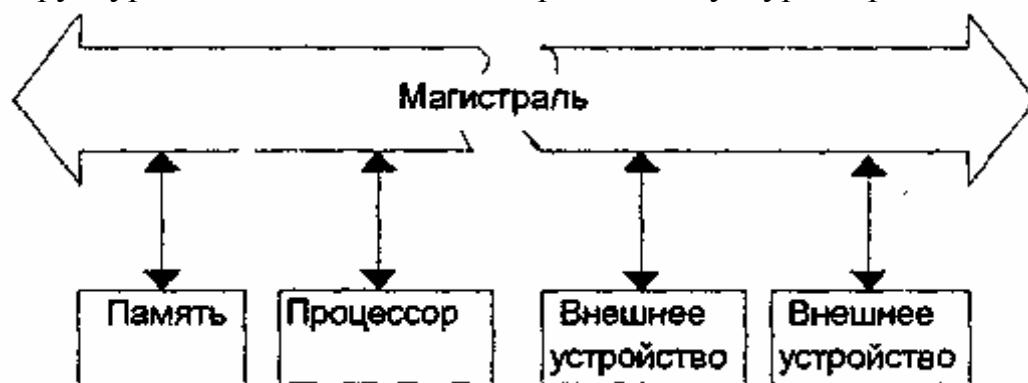 Магистраль
Память
Процессор
Внешнее
устройство
Внешнее
устройство